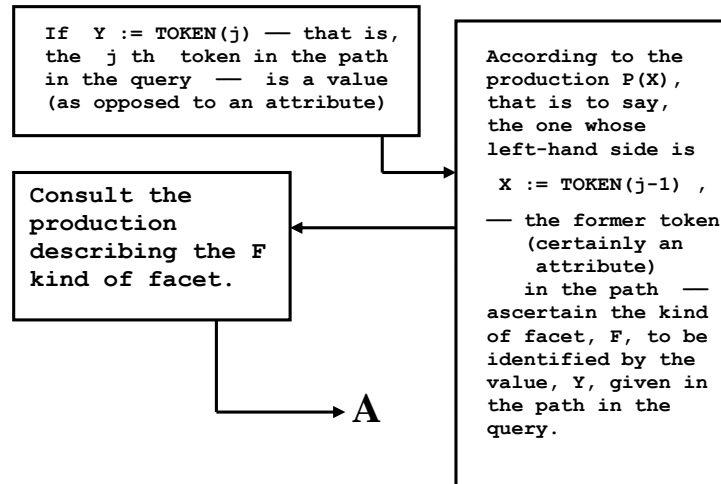 If Y := TOKEN(j) — that is,
the j th token in the path
in the query — is a value
(as opposed to an attribute)
According to the
production P(X),
that is to say,
the one whose
left-hand side is
X := TOKEN(j-1) ,
— the former token
(certainly an
attribute)
in the path —
ascertain the kind
of facet, F, to be
identified by the
value, Y, given in
the path in the
query.
Consult the
production
describing the F
kind of facet.
A